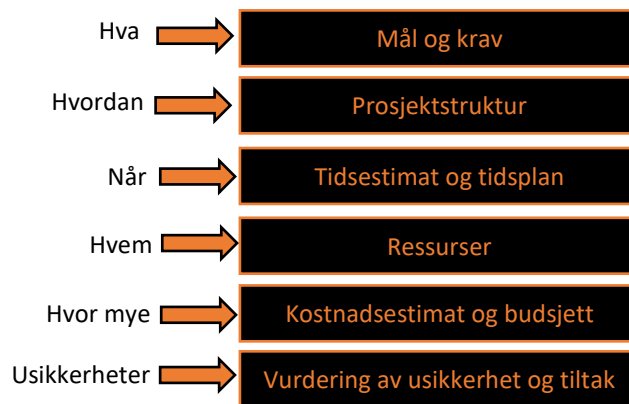 Hva
Mål og krav
Hvordan
Prosjektstruktur
Når
Tidsestimat og tidsplan
Hvem
Ressurser
Hvor mye
Kostnadsestimat og budsjett
Usikkerheter
Vurdering av usikkerhet og tiltak